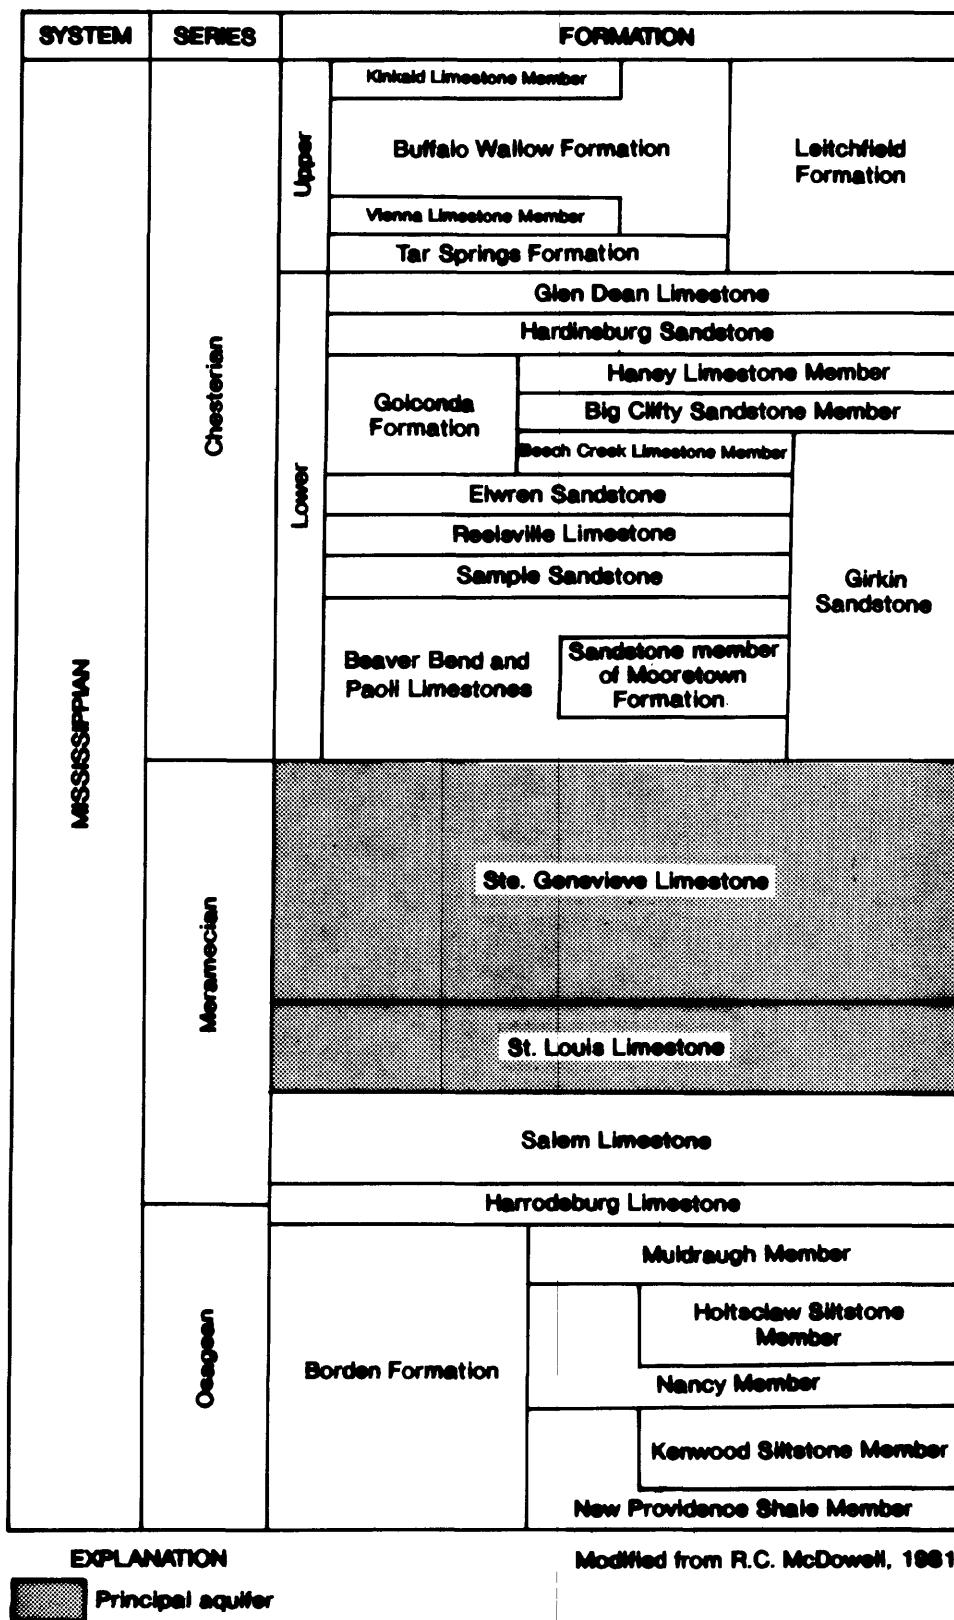 SYSTEM SERIES FORMATION
MISSISSIPPIAN
Chesterian
Upper
Kinkaid Limestone Member
Buffalo Wallow Formation
Vienna Limestone Member
Tar Springs Formation
Leitchfield
Formation
Lower
Glen Dean Limestone
Hardinsburg Sandstone
Golconda
Formation
Haney Limestone Member
Big Clifty Sandstone Member
Beech Creek Limestone Member
Elwren Sandstone
Reelsville Limestone
Sample Sandstone
Beaver Bend and
Paoli Limestones
Sandstone member
of Mooretown
Formation
Girkin
Sandstone
Meramecian
Ste. Genevieve Limestone
St. Louis Limestone
Salem Limestone
Harrodsburg Limestone
Osagean
Borden Formation
Muldraugh Member
Holtsclaw Siltstone
Member
Nancy Member
Kenwood Siltstone Member
New Providence Shale Member
EXPLANATION
Principal aquifer
Modified from R.C. McDowell, 1981